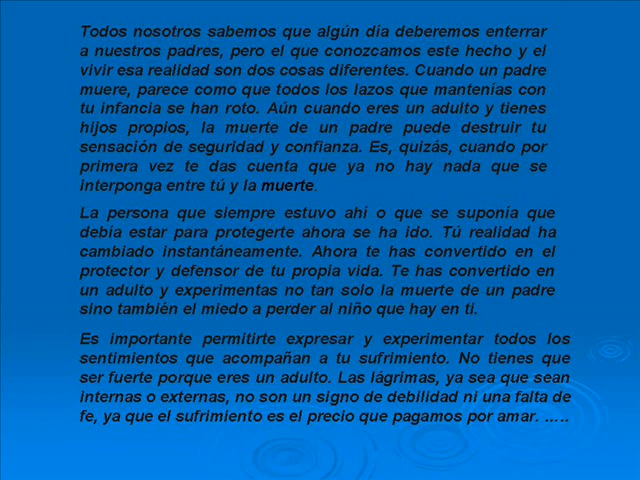 Todos nosotros sabemos que algún día deberemos enterrar
a nuestros padres, pero el que conozcamos este hecho y el
vivir esa realidad son dos cosas diferentes. Cuando un padre
muere, parece como que todos los lazos que mantenías con
tu infancia se han roto. Aún cuando eres un adulto y tienes
hijos propios, la muerte de un padre puede destruir tu
sensación de seguridad y confianza. Es, quizás, cuando por
primera vez te das cuenta que ya no hay nada que se
interponga entre tú y la muerte.
La persona que siempre estuvo ahí o que se suponía que
debía estar para protegerte ahora se ha ido. Tú realidad ha
cambiado instantáneamente. Ahora te has convertido en el
protector y defensor de tu propia vida. Te has convertido en
un adulto y experimentas no tan solo la muerte de un padre
sino también el miedo a perder al niño que hay en ti.
Es importante permitirte expresar y experimentar todos los
sentimientos que acompañan a tu sufrimiento. No tienes que
ser fuerte porque eres un adulto. Las lágrimas, ya sea que sean
internas o externas, no son un signo de debilidad ni una falta de
fe, ya que el sufrimiento es el precio que pagamos por amar. .....